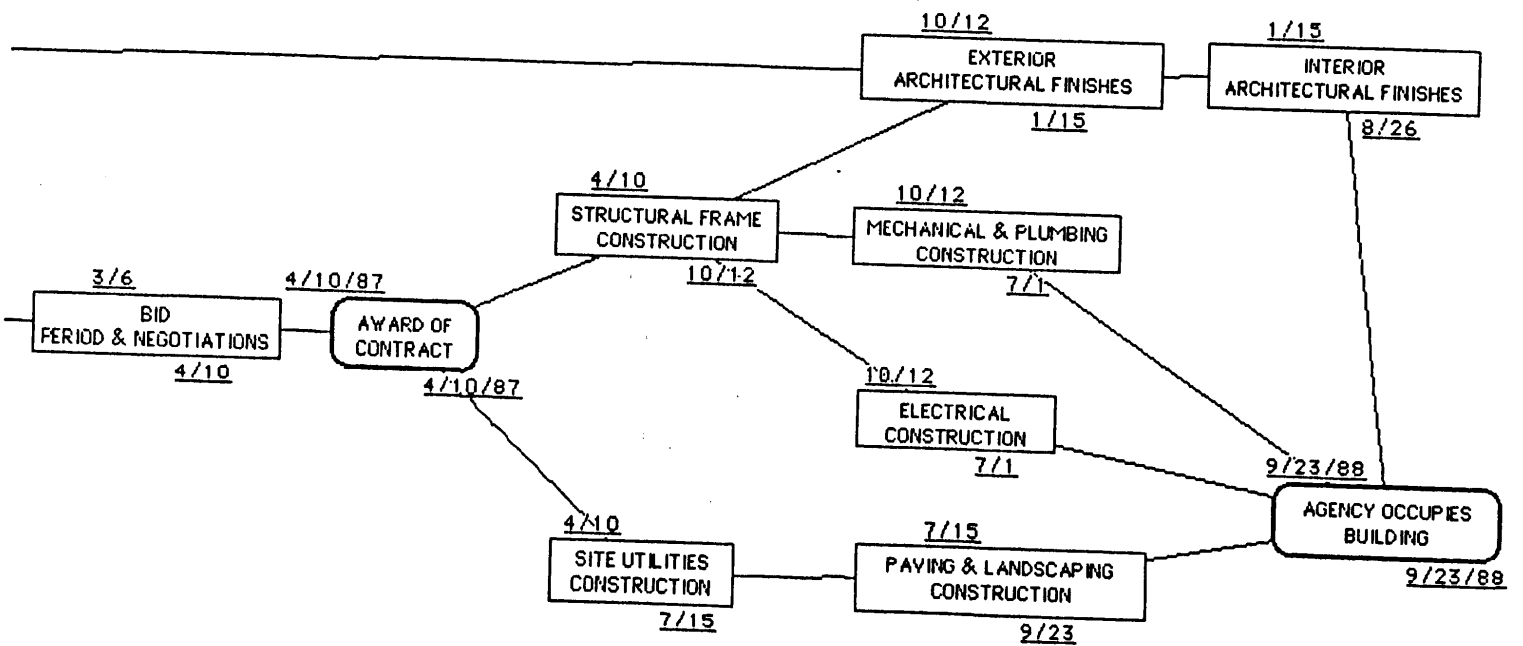 10/12
EXTERIOR
ARCHITECTURAL FINISHES
1/15
1/15
INTERIOR
ARCHITECTURAL FINISHES
8/26
4/10
STRUCTURAL FRAME
CONSTRUCTION
10/12
10/12
MECHANICAL & PLUMBING
CONSTRUCTION
7/1
3/6
BID
PERIOD & NEGOTIATIONS
4/10
4/10/87
AWARD OF
CONTRACT
4/10/87
10/12
ELECTRICAL
CONSTRUCTION
7/1
4/10
SITE UTILITIES
CONSTRUCTION
7/15
7/15
PAVING & LANDSCAPING
CONSTRUCTION
9/23
9/23/88
AGENCY OCCUPIES
BUILDING
9/23/88